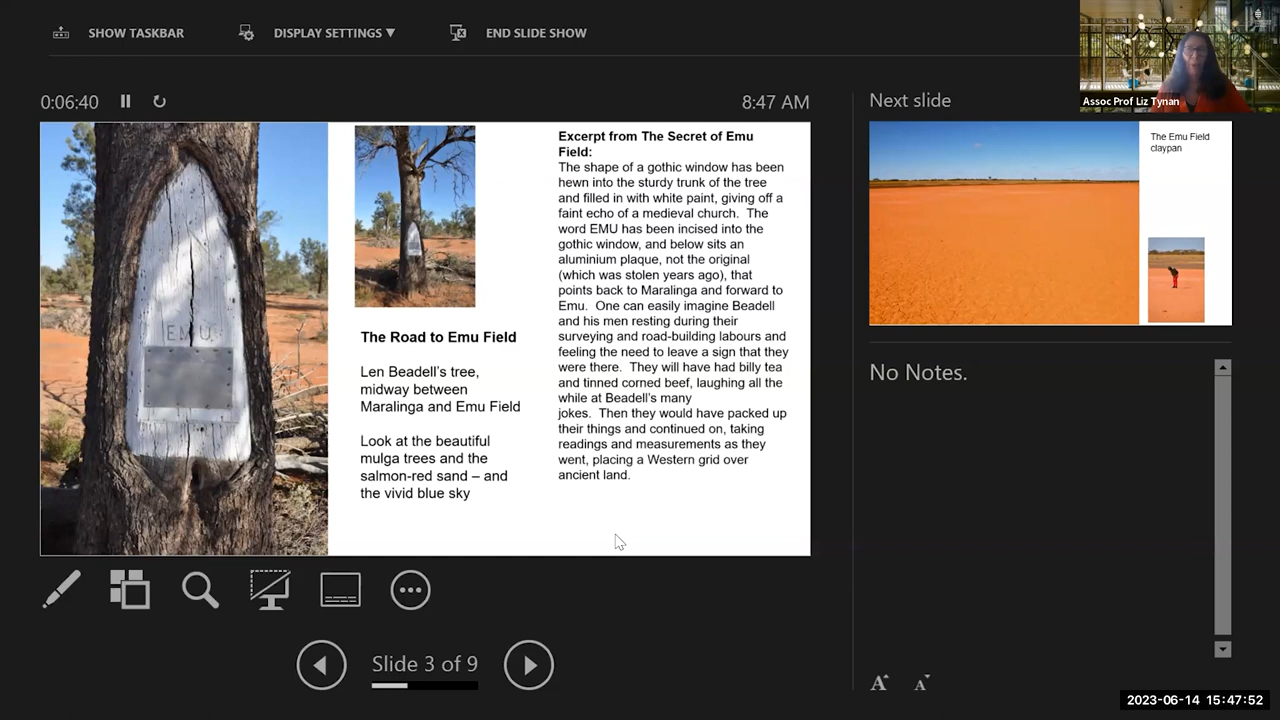 SHOW TASKBAR
DISPLAY SETTINGS ▼
END SLIDE SHOW
Assoc Prof Liz Tynan
0:06:40
8:47 AM
Next slide
EMU
The Road to Emu Field
Len Beadell's tree,
midway between
Maralinga and Emu Field
Look at the beautiful
mulga trees and the
salmon-red sand – and
the vivid blue sky
Excerpt from The Secret of Emu
Field:
The shape of a gothic window has been
hewn into the sturdy trunk of the tree
and filled in with white paint, giving off a
faint echo of a medieval church.  The
word EMU has been incised into the
gothic window, and below sits an
aluminium plaque, not the original
(which was stolen years ago), that
points back to Maralinga and forward to
Emu.  One can easily imagine Beadell
and his men resting during their
surveying and road-building labours and
feeling the need to leave a sign that they
were there.  They will have had billy tea
and tinned corned beef, laughing all the
while at Beadell's many
jokes.  Then they would have packed up
their things and continued on, taking
readings and measurements as they
went, placing a Western grid over
ancient land.
The Emu Field
claypan
No Notes.
Slide 3 of 9
A A
2023-06-14 15:47:52